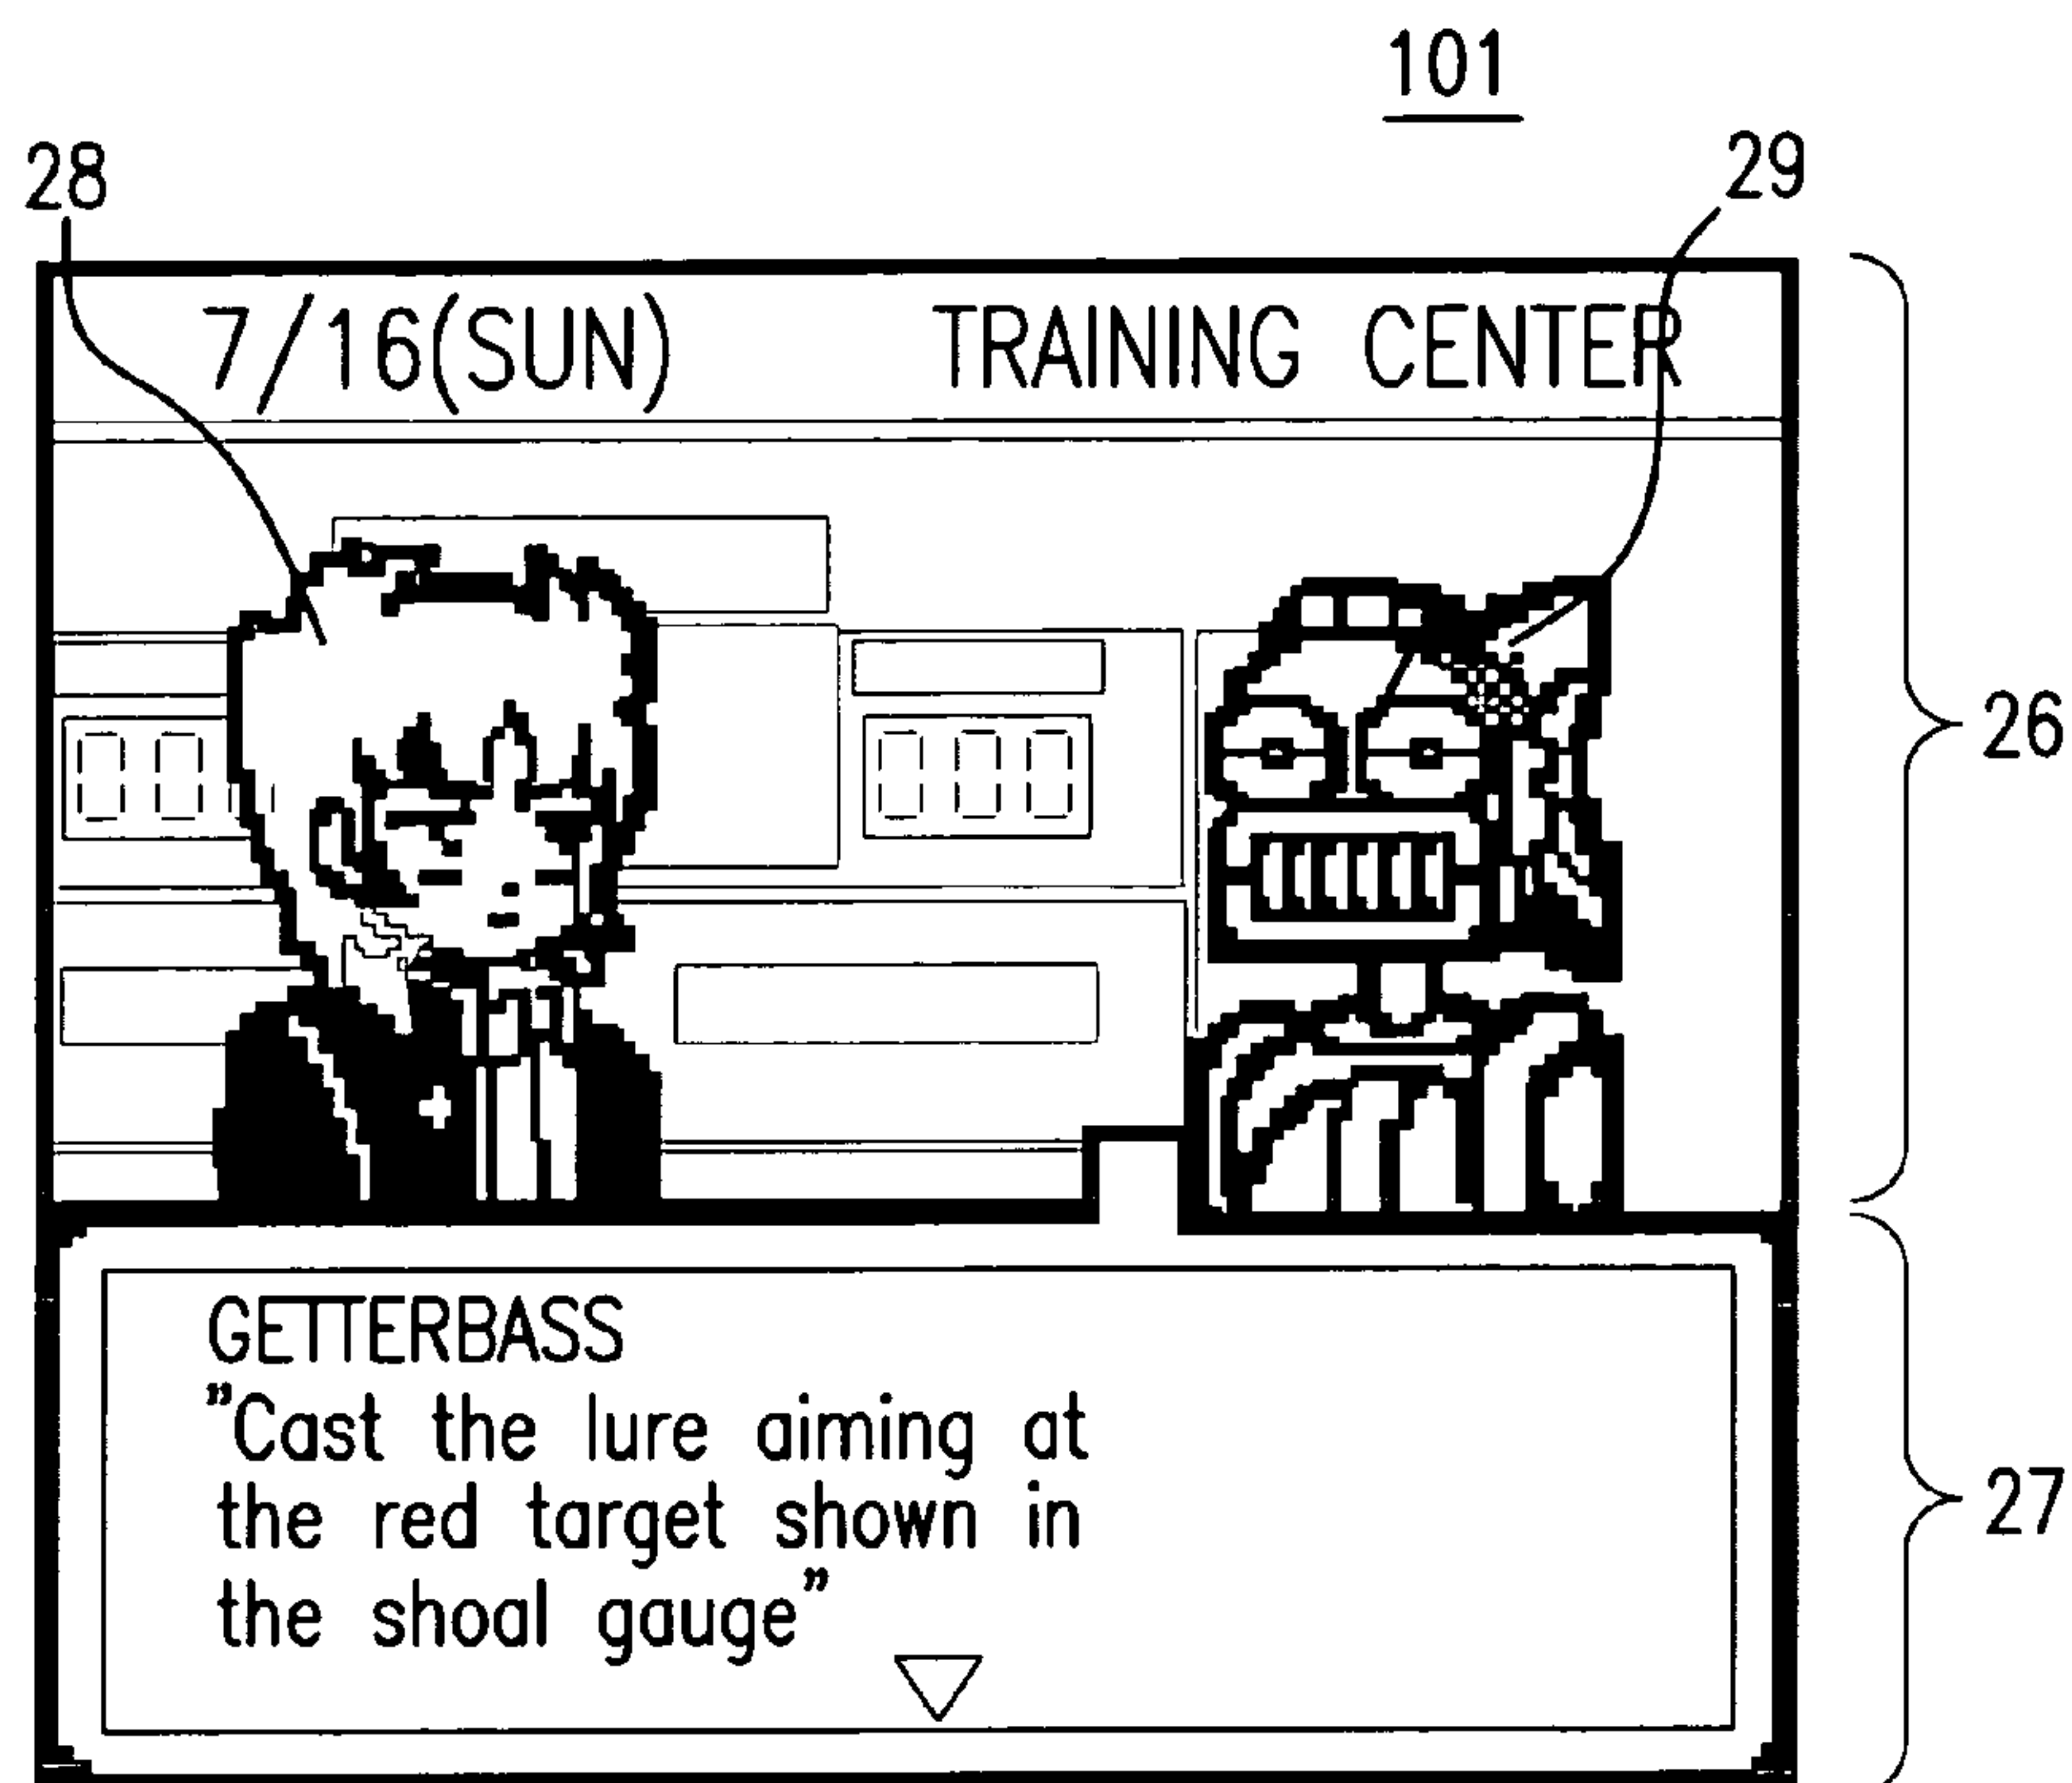 101
28
29
7/16(SUN) TRAINING CENTER
26
GETTERBASS
"Cast the lure aiming at
the red target shown in
the shoal gauge"
27